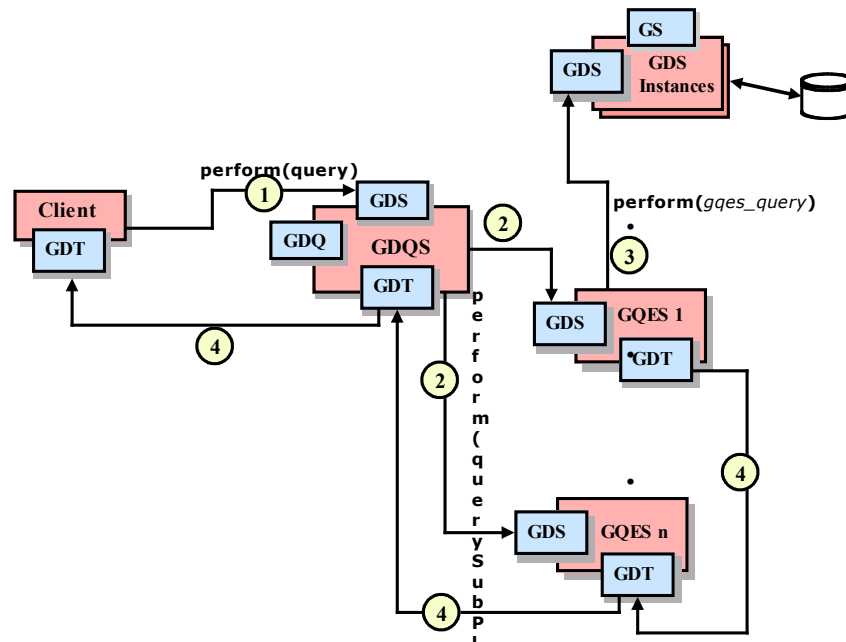 GS
GDS
GDS
Instances
perform(query)
1
Client
GDS
GDT
GDQ
GDQS
GDT
2
perform(gqes_query)
3
GDS
GQES 1
GDT
4
2
perform(querySubPl
4
GDS
GQES n
GDT
4